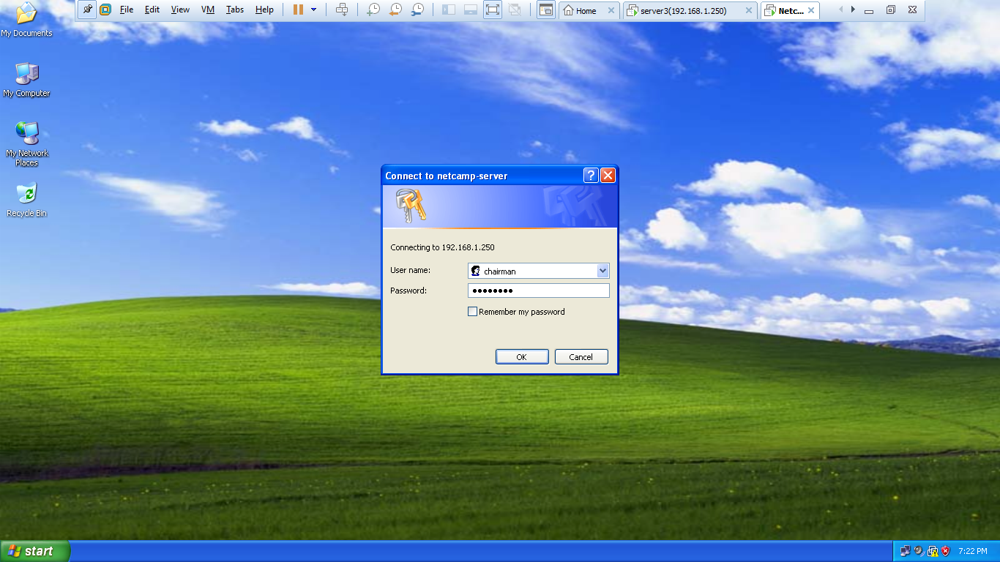 File Edit View VM Tabs Help
Home
server3(192.168.1.250)
Netc...
My Documents
My Computer
My Network
Places
Recycle Bin
Connect to netcamp-server
Connecting to 192.168.1.250
User name:
chairman
Password:
Remember my password
OK
Cancel
start
7:22 PM